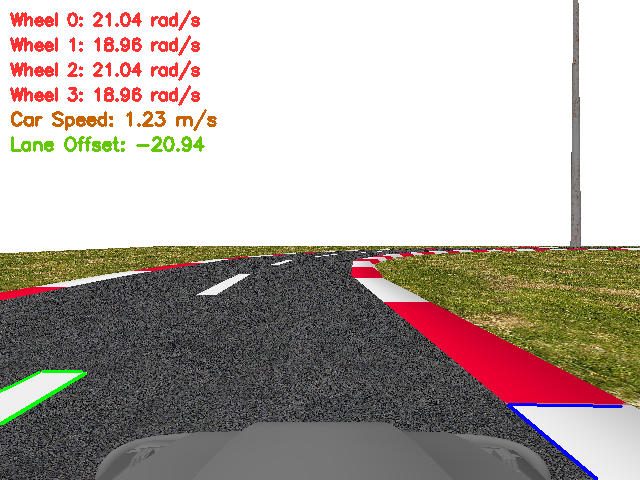 Wheel 0: 21.04 rad/s
Wheel 1: 18.96 rad/s
Wheel 2: 21.04 rad/s
Wheel 3: 18.96 rad/s
Car Speed: 1.23 m/s
Lane Offset: -20.94